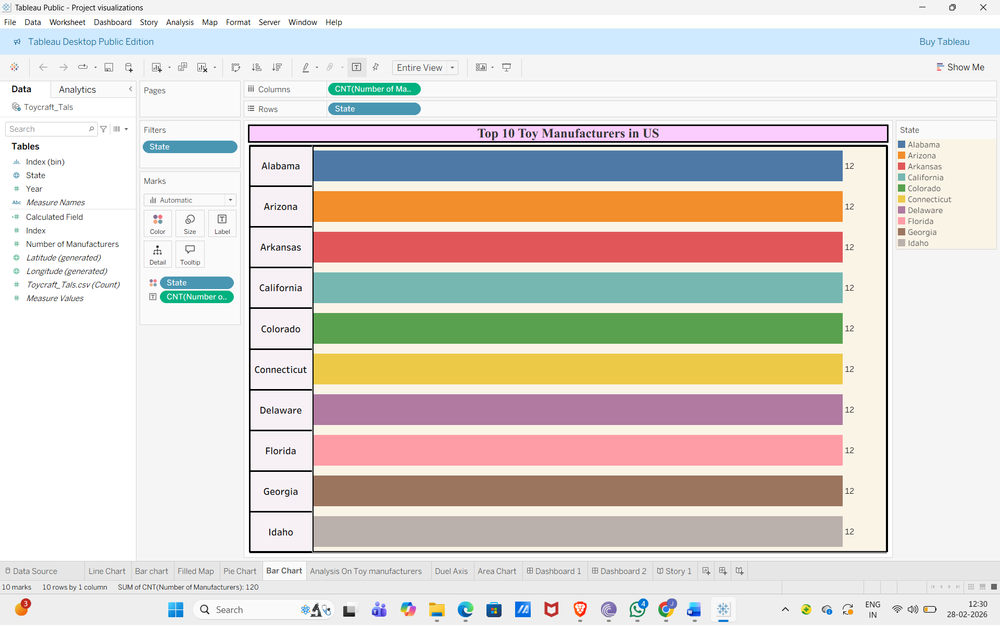 Tableau Public - Project visualizations
File Data Worksheet Dashboard Story Analysis Map Format Server Window Help
Tableau Desktop Public Edition
Buy Tableau
Entire View
Show Me
Data
Analytics
Toycraft_Tals
Search
Tables
Index (bin)
State
Year
Abc Measure Names
Calculated Field
Index
Number of Manufacturers
Latitude (generated)
Longitude (generated)
Toycraft_Tals.csv (Count)
Measure Values
Pages
Filters
State
Marks
Automatic
Color
Size
Label
Detail
Tooltip
State
CNT(Number o..
Columns
CNT(Number of Ma..
Rows
State
Top 10 Toy Manufacturers in US
Alabama 12
Arizona 12
Arkansas 12
California 12
Colorado 12
Connecticut 12
Delaware 12
Florida 12
Georgia 12
Idaho 12
State
Alabama
Arizona
Arkansas
California
Colorado
Connecticut
Delaware
Florida
Georgia
Idaho
Data Source Line Chart Bar chart Filled Map Pie Chart Bar Chart Analysis On Toy manufacturers Duel Axis Area Chart Dashboard 1 Dashboard 2 Story 1
10 marks 10 rows by 1 column SUM of CNT(Number of Manufacturers): 120
3
Search
4
J
ENG
IN
12:30
28-02-2026